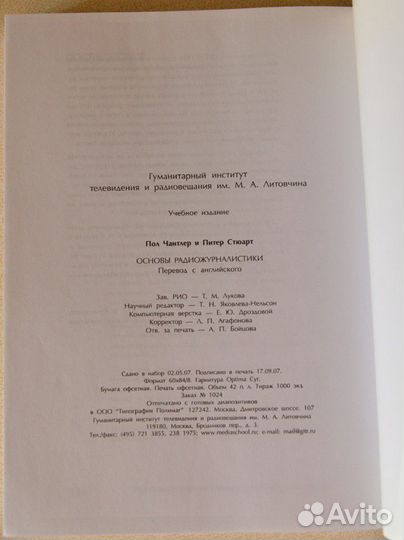 Гуманитарный институт
телевидения и радиовещания им. М. А. Литовчина
Учебное издание
Пол Чантлер и Питер Стюарт
ОСНОВЫ РАДИОЖУРНАЛИСТИКИ
Перевод с английского
Зав. РИО — Т. М. Лукова
Научный редактор — Т. Н. Яковлева-Нельсон
Компьютерная верстка — Е. Ю. Дроздовой
Корректор — Л. П. Агафонова
Отв. за печать — А. П. Бойцова
Сдано в набор 02.05.07. Подписано в печать 17.09.07.
Формат 60х84/8. Гарнитура Optima Cyr.
Бумага офсетная. Печать офсетная. Объем 42 п. л. Тираж 1000 экз.
Заказ № 1024
Отпечатано с готовых диапозитивов
в ООО "Типография Полимаг" 127242, Москва, Дмитровское шоссе, 107
Гуманитарный институт телевидения и радиовещания им. М. А. Литовчина
119180, Москва, Бродников пер., д. 3.
Тел./факс: (495) 721 3855, 238 1975; www.mediaschool.ru; e-mail: mail@gitr.ru
Avito